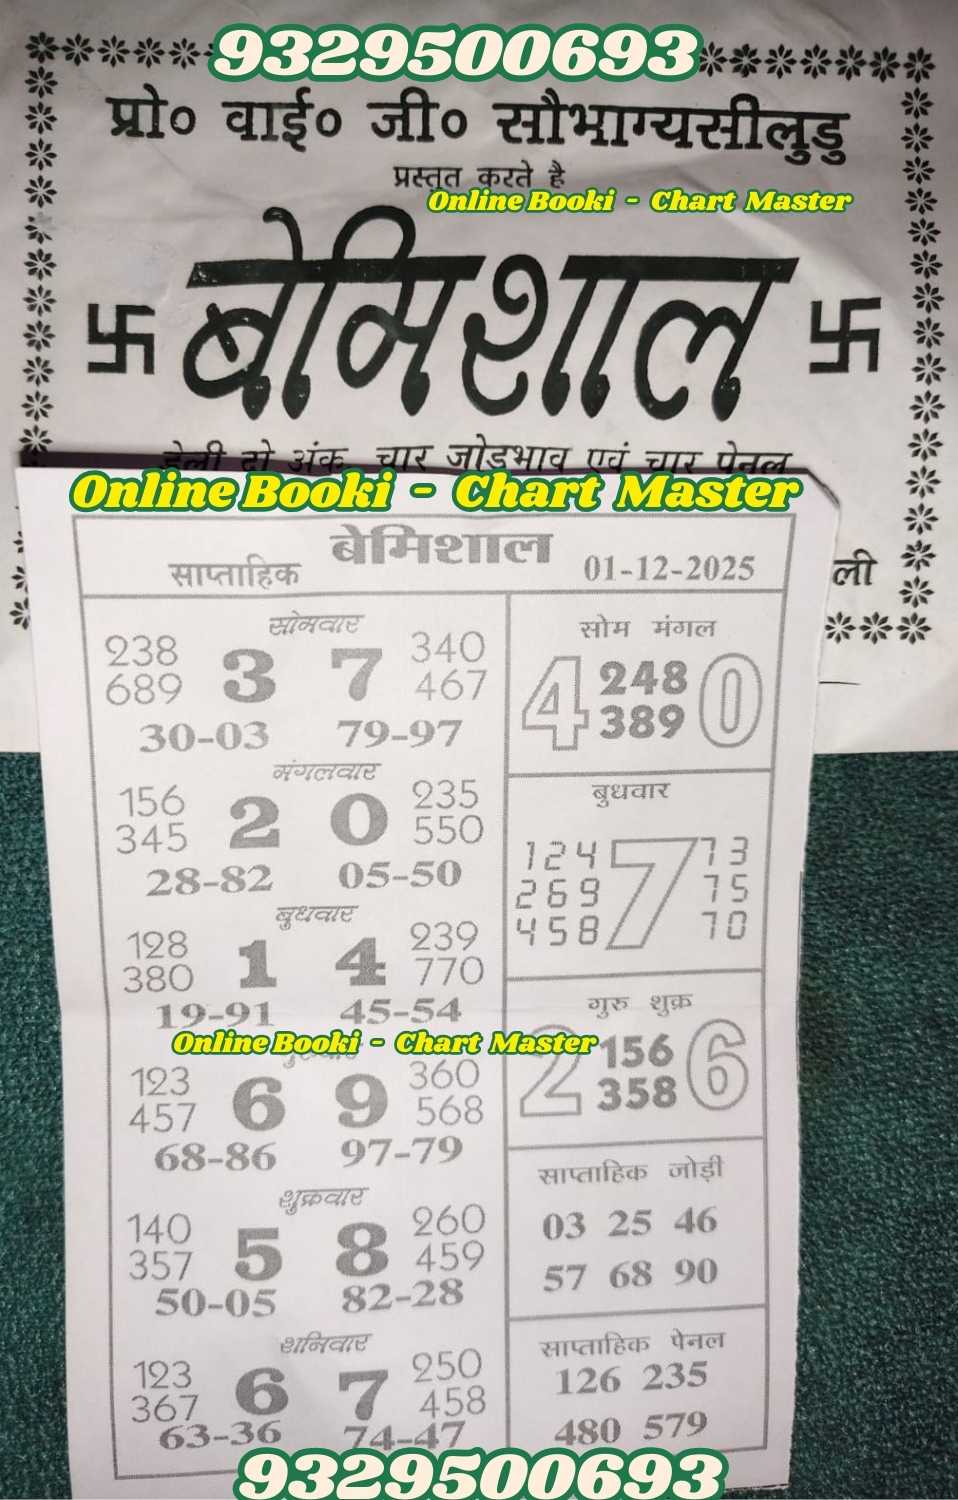 9329500693
प्रो० वाई० जी० सौभाग्यसीलुडु
प्रस्तुत करते है
Online Booki - Chart Master
बेमिशाल
डेली दो अंक चार जोडभाव एवं चार पेनल
Online Booki - Chart Master
ली
बेमिशाल
साप्ताहिक 01-12-2025
सोमवार
238 3 7 340
689 467
30-03 79-97
मंगलवार
156 2 0 235
345 550
28-82 05-50
बुधवार
128 1 4 239
380 770
19-91 45-54
Online Booki - Chart Master
123 6 9 360
457 568
68-86 97-79
शुक्रवार
140 5 8 260
357 459
50-05 82-28
शनिवार
123 6 7 250
367 458
63-36 74-47
सोम मंगल
4 248 0
389
बुधवार
124 7 73
269 75
458 70
गुरु शुक्र
2 156 6
358
साप्ताहिक जोड़ी
03 25 46
57 68 90
साप्ताहिक पेनल
126 235
480 579
9329500693